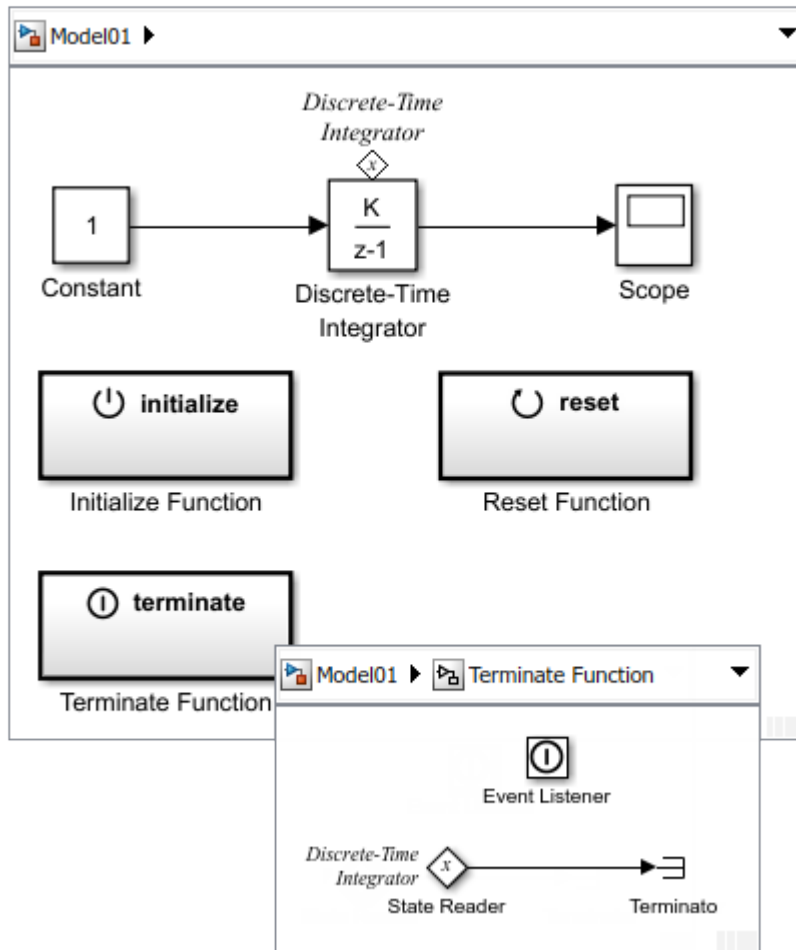 Model01
Discrete-Time
Integrator
x
1
K
z-1
Constant
Discrete-Time
Integrator
Scope
initialize
reset
Initialize Function
Reset Function
terminate
Terminate Function
Model01 Terminate Function
Event Listener
Discrete-Time
Integrator
x
State Reader
Terminato